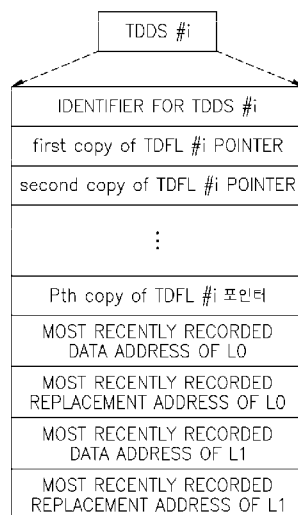 TDDS #i
IDENTIFIER FOR TDDS #i
first copy of TDFL #i POINTER
second copy of TDFL #i POINTER
⋮
Pth copy of TDFL #i 포인터
MOST RECENTLY RECORDED
DATA ADDRESS OF L0
MOST RECENTLY RECORDED
REPLACEMENT ADDRESS OF L0
MOST RECENTLY RECORDED
DATA ADDRESS OF L1
MOST RECENTLY RECORDED
REPLACEMENT ADDRESS OF L1